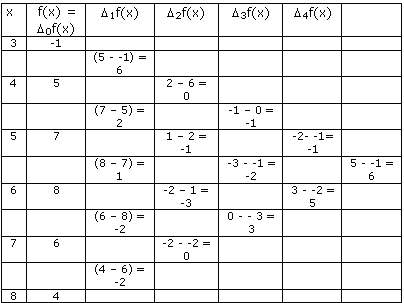 x f(x) = Δ₁f(x) Δ₂f(x) Δ₃f(x) Δ₄f(x)
Δ₀f(x)
3 -1
(5 - -1) =
6
4 5 2 – 6 =
0
(7 – 5) = -1 – 0 =
2 -1
5 7 1 – 2 = -2- -1=
-1 -1
(8 – 7) = -3 - -1 = 5 - -1 =
1 -2 6
6 8 -2 – 1 = 3 - -2 =
-3 5
(6 – 8) = 0 - - 3 =
-2 3
7 6 -2 - -2 =
0
(4 – 6) =
-2
8 4